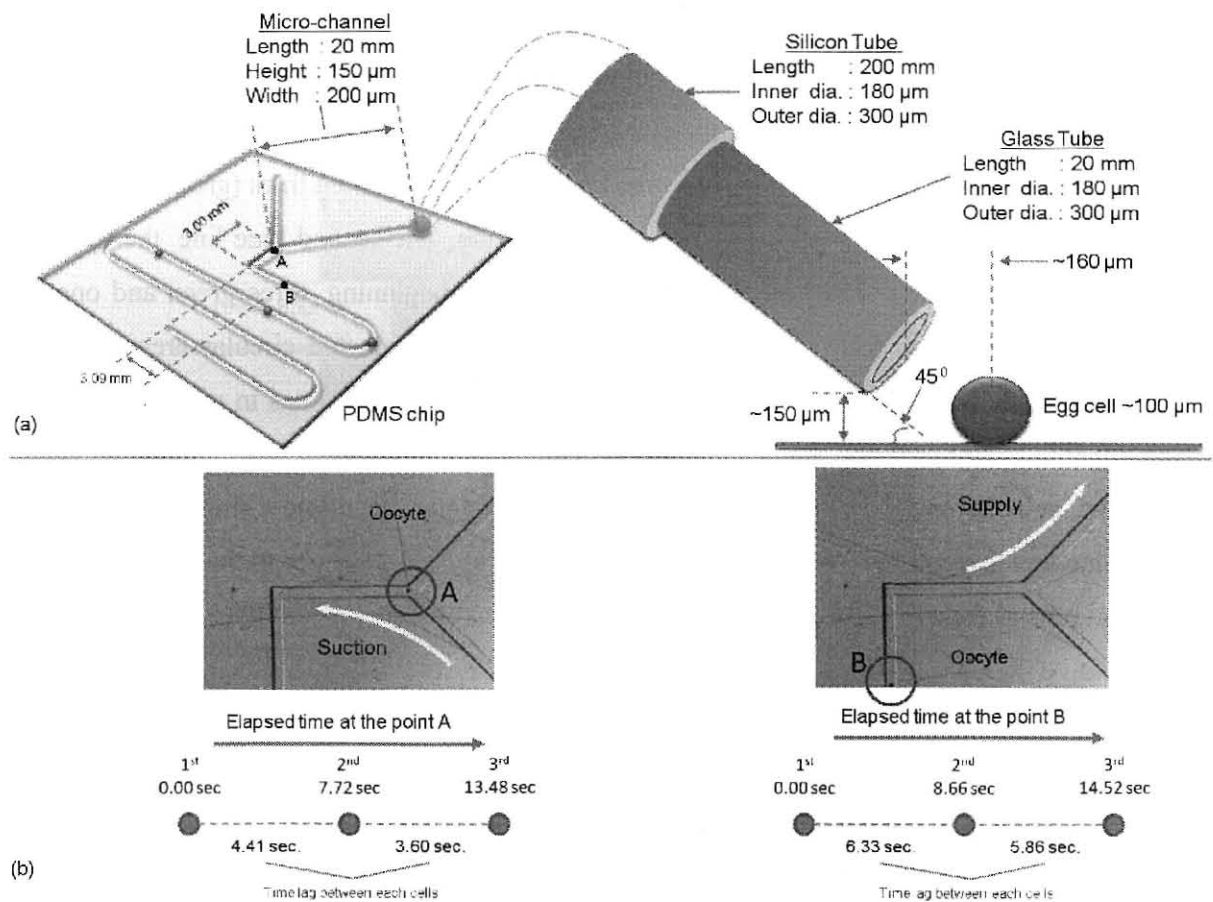 Micro-channel
Length : 20 mm
Height : 150 µm
Width : 200 µm
Silicon Tube
Length : 200 mm
Inner dia. : 180 µm
Outer dia. : 300 µm
Glass Tube
Length : 20 mm
Inner dia. : 180 µm
Outer dia. : 300 µm
3.00 mm
A
B
3.09 mm
PDMS chip
~160 µm
45⁰
~150 µm
Egg cell ~100 µm
(a)
Oocyte
A
Suction
Supply
B
Oocyte
Elapsed time at the point A
Elapsed time at the point B
1st 2nd 3rd
0.00 sec 7.72 sec 13.48 sec
4.41 sec. 3.60 sec.
Time lag between each cells
1st 2nd 3rd
0.00 sec 8.66 sec 14.52 sec
6.33 sec. 5.86 sec.
Time lag between each cells
(b)